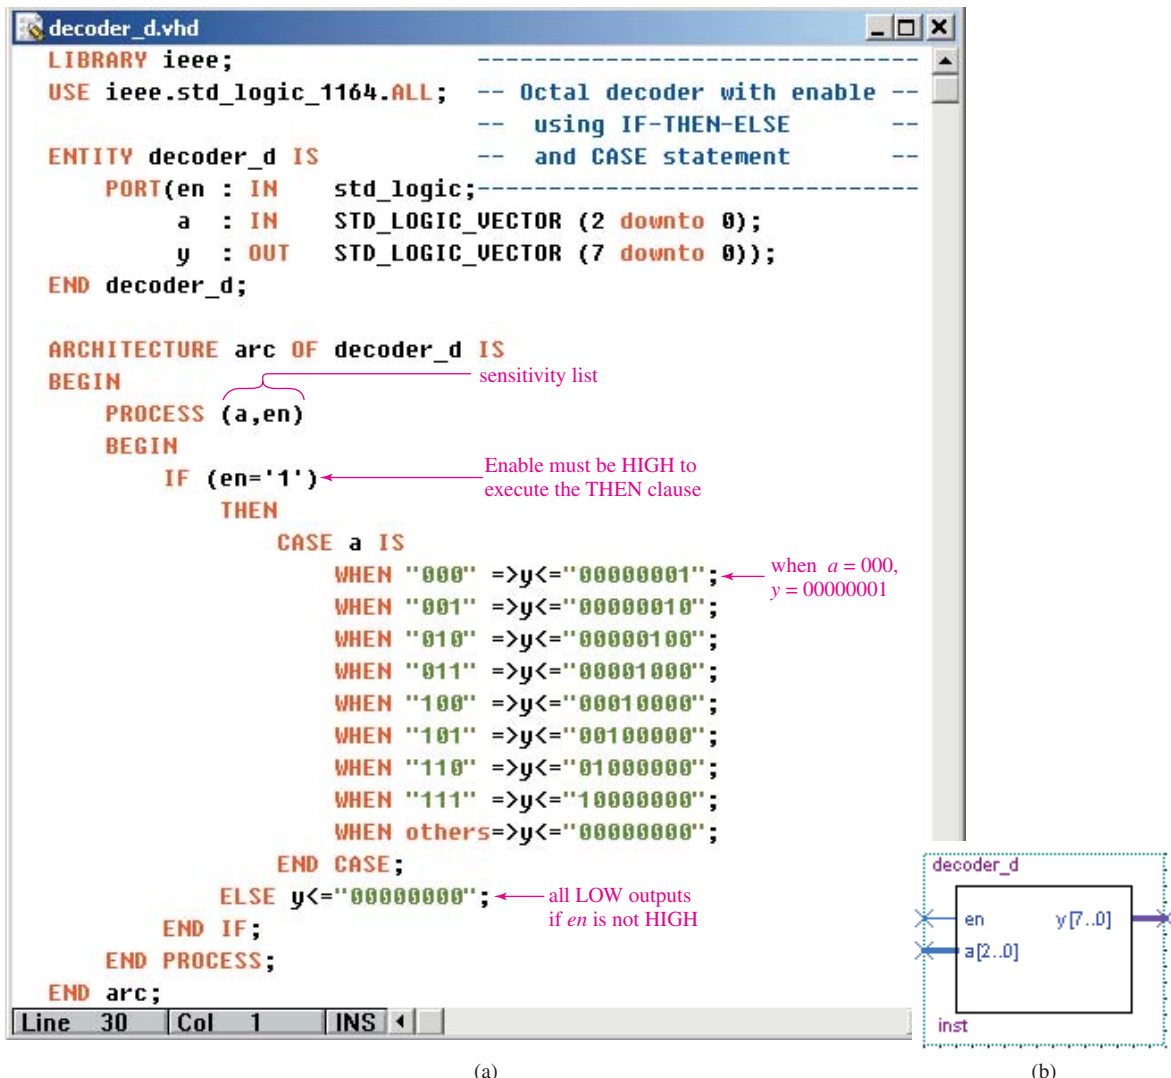 decoder_d.vhd
LIBRARY ieee; -------------------------------
USE ieee.std_logic_1164.ALL; -- Octal decoder with enable --
-- using IF-THEN-ELSE --
ENTITY decoder_d IS -- and CASE statement --
PORT(en : IN std_logic;-------------------------------
a : IN STD_LOGIC_VECTOR (2 downto 0);
y : OUT STD_LOGIC_VECTOR (7 downto 0));
END decoder_d;
ARCHITECTURE arc OF decoder_d IS
BEGIN
sensitivity list
PROCESS (a,en)
BEGIN
IF (en='1')
Enable must be HIGH to
execute the THEN clause
THEN
CASE a IS
WHEN "000" =>y<="00000001";
when a = 000,
y = 00000001
WHEN "001" =>y<="00000010";
WHEN "010" =>y<="00000100";
WHEN "011" =>y<="00001000";
WHEN "100" =>y<="00010000";
WHEN "101" =>y<="00100000";
WHEN "110" =>y<="01000000";
WHEN "111" =>y<="10000000";
WHEN others=>y<="00000000";
END CASE;
ELSE y<="00000000";
all LOW outputs
if en is not HIGH
END IF;
END PROCESS;
END arc;
Line 30 Col 1 INS
(a)
decoder_d
en y[7..0]
a[2..0]
inst
(b)